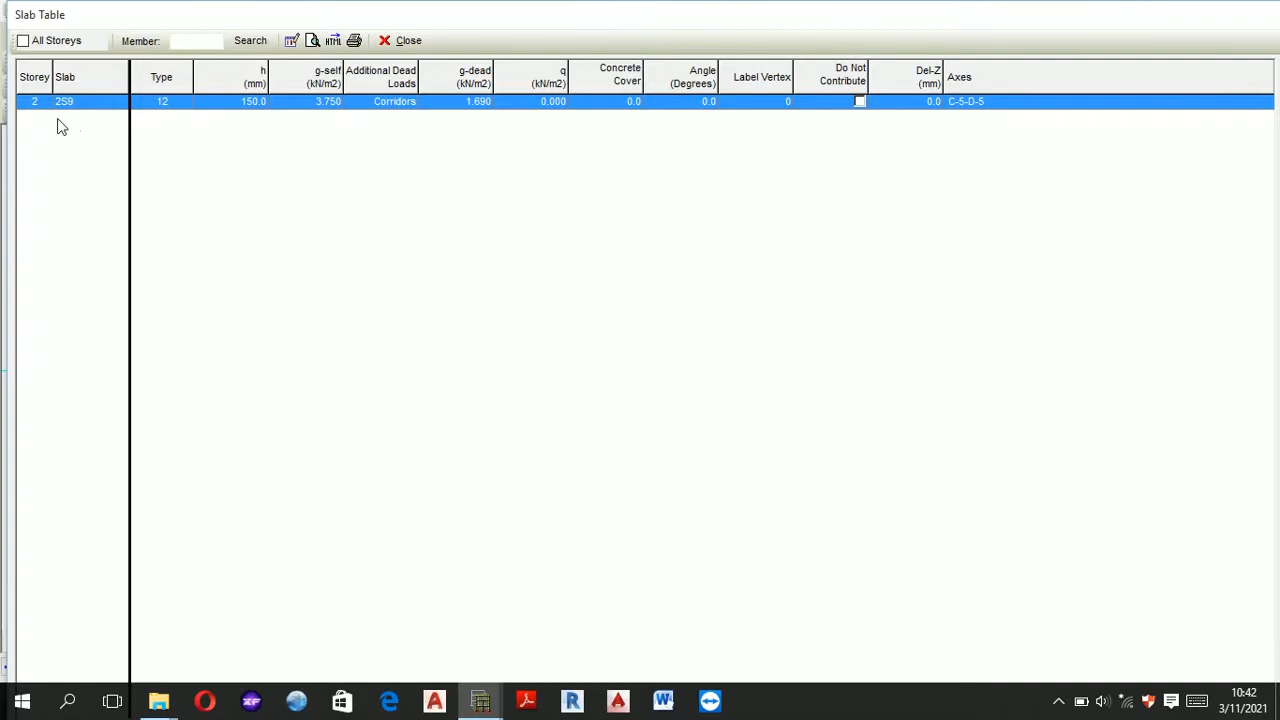 Slab Table
All Storeys Member: Search HTML Close
Storey Slab Type h (mm) g-self (kN/m2) Additional Dead Loads g-dead (kN/m2) q (kN/m2) Concrete Cover Angle (Degrees) Label Vertex Do Not Contribute Del-Z (mm) Axes
2 2S9 12 150.0 3.750 Corridors 1.690 0.000 0.0 0.0 0 0.0 C-5-D-5
10:42
3/11/2021